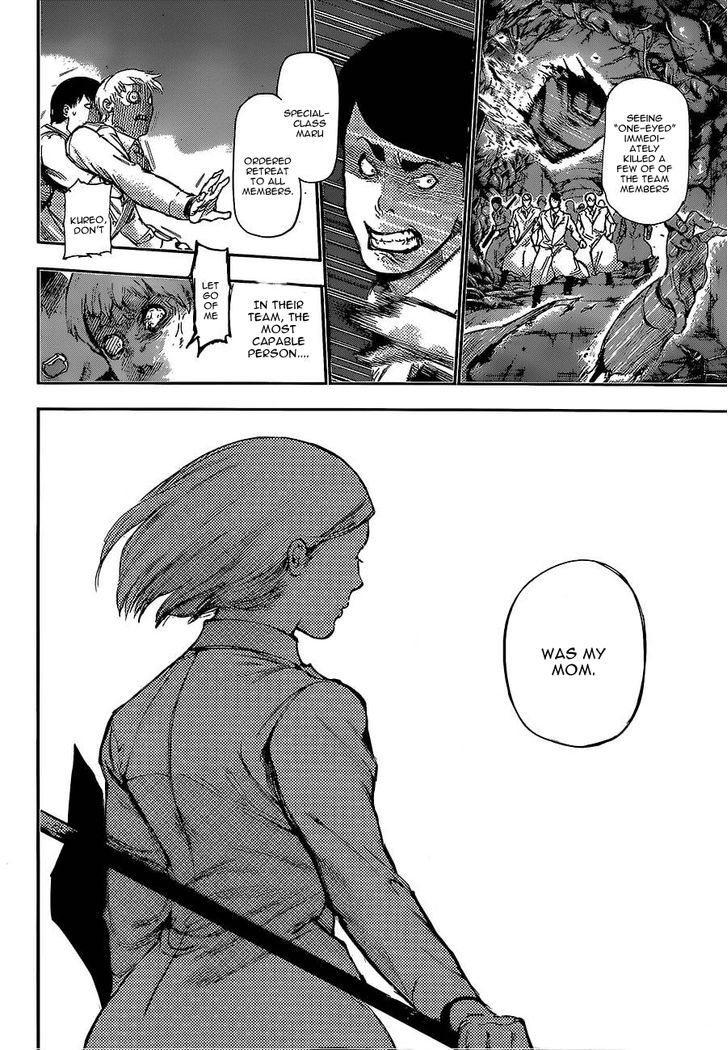 SEEING
"ONE-EYED"
IMMEDI-
ATELY
KILLED A
FEW OF OF
THE TEAM
MEMBERS
SPECIAL-
CLASS
MARU
ORDERED
RETREAT
TO ALL
MEMBERS.
KUREO,
DON'T
IN THEIR
TEAM, THE
MOST
CAPABLE
PERSON....
LET
GO OF
ME
WAS MY
MOM.